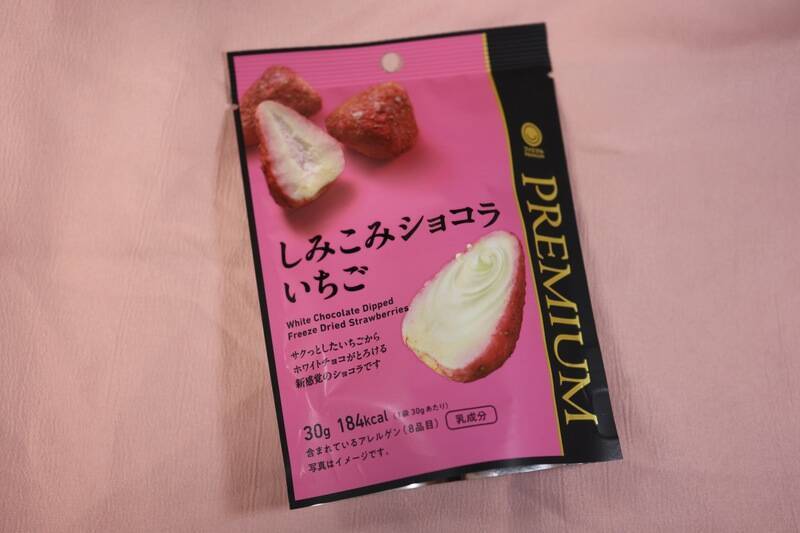 しみこみショコラ
いちご
White Chocolate Dipped
Freeze Dried Strawberries
サクっとしたいちごから
ホワイトチョコがとろける
新感覚のショコラです
30g 184kcal (1袋 30gあたり)
含まれているアレルゲン(8品目) 乳成分
写真はイメージです。
PREMIUM